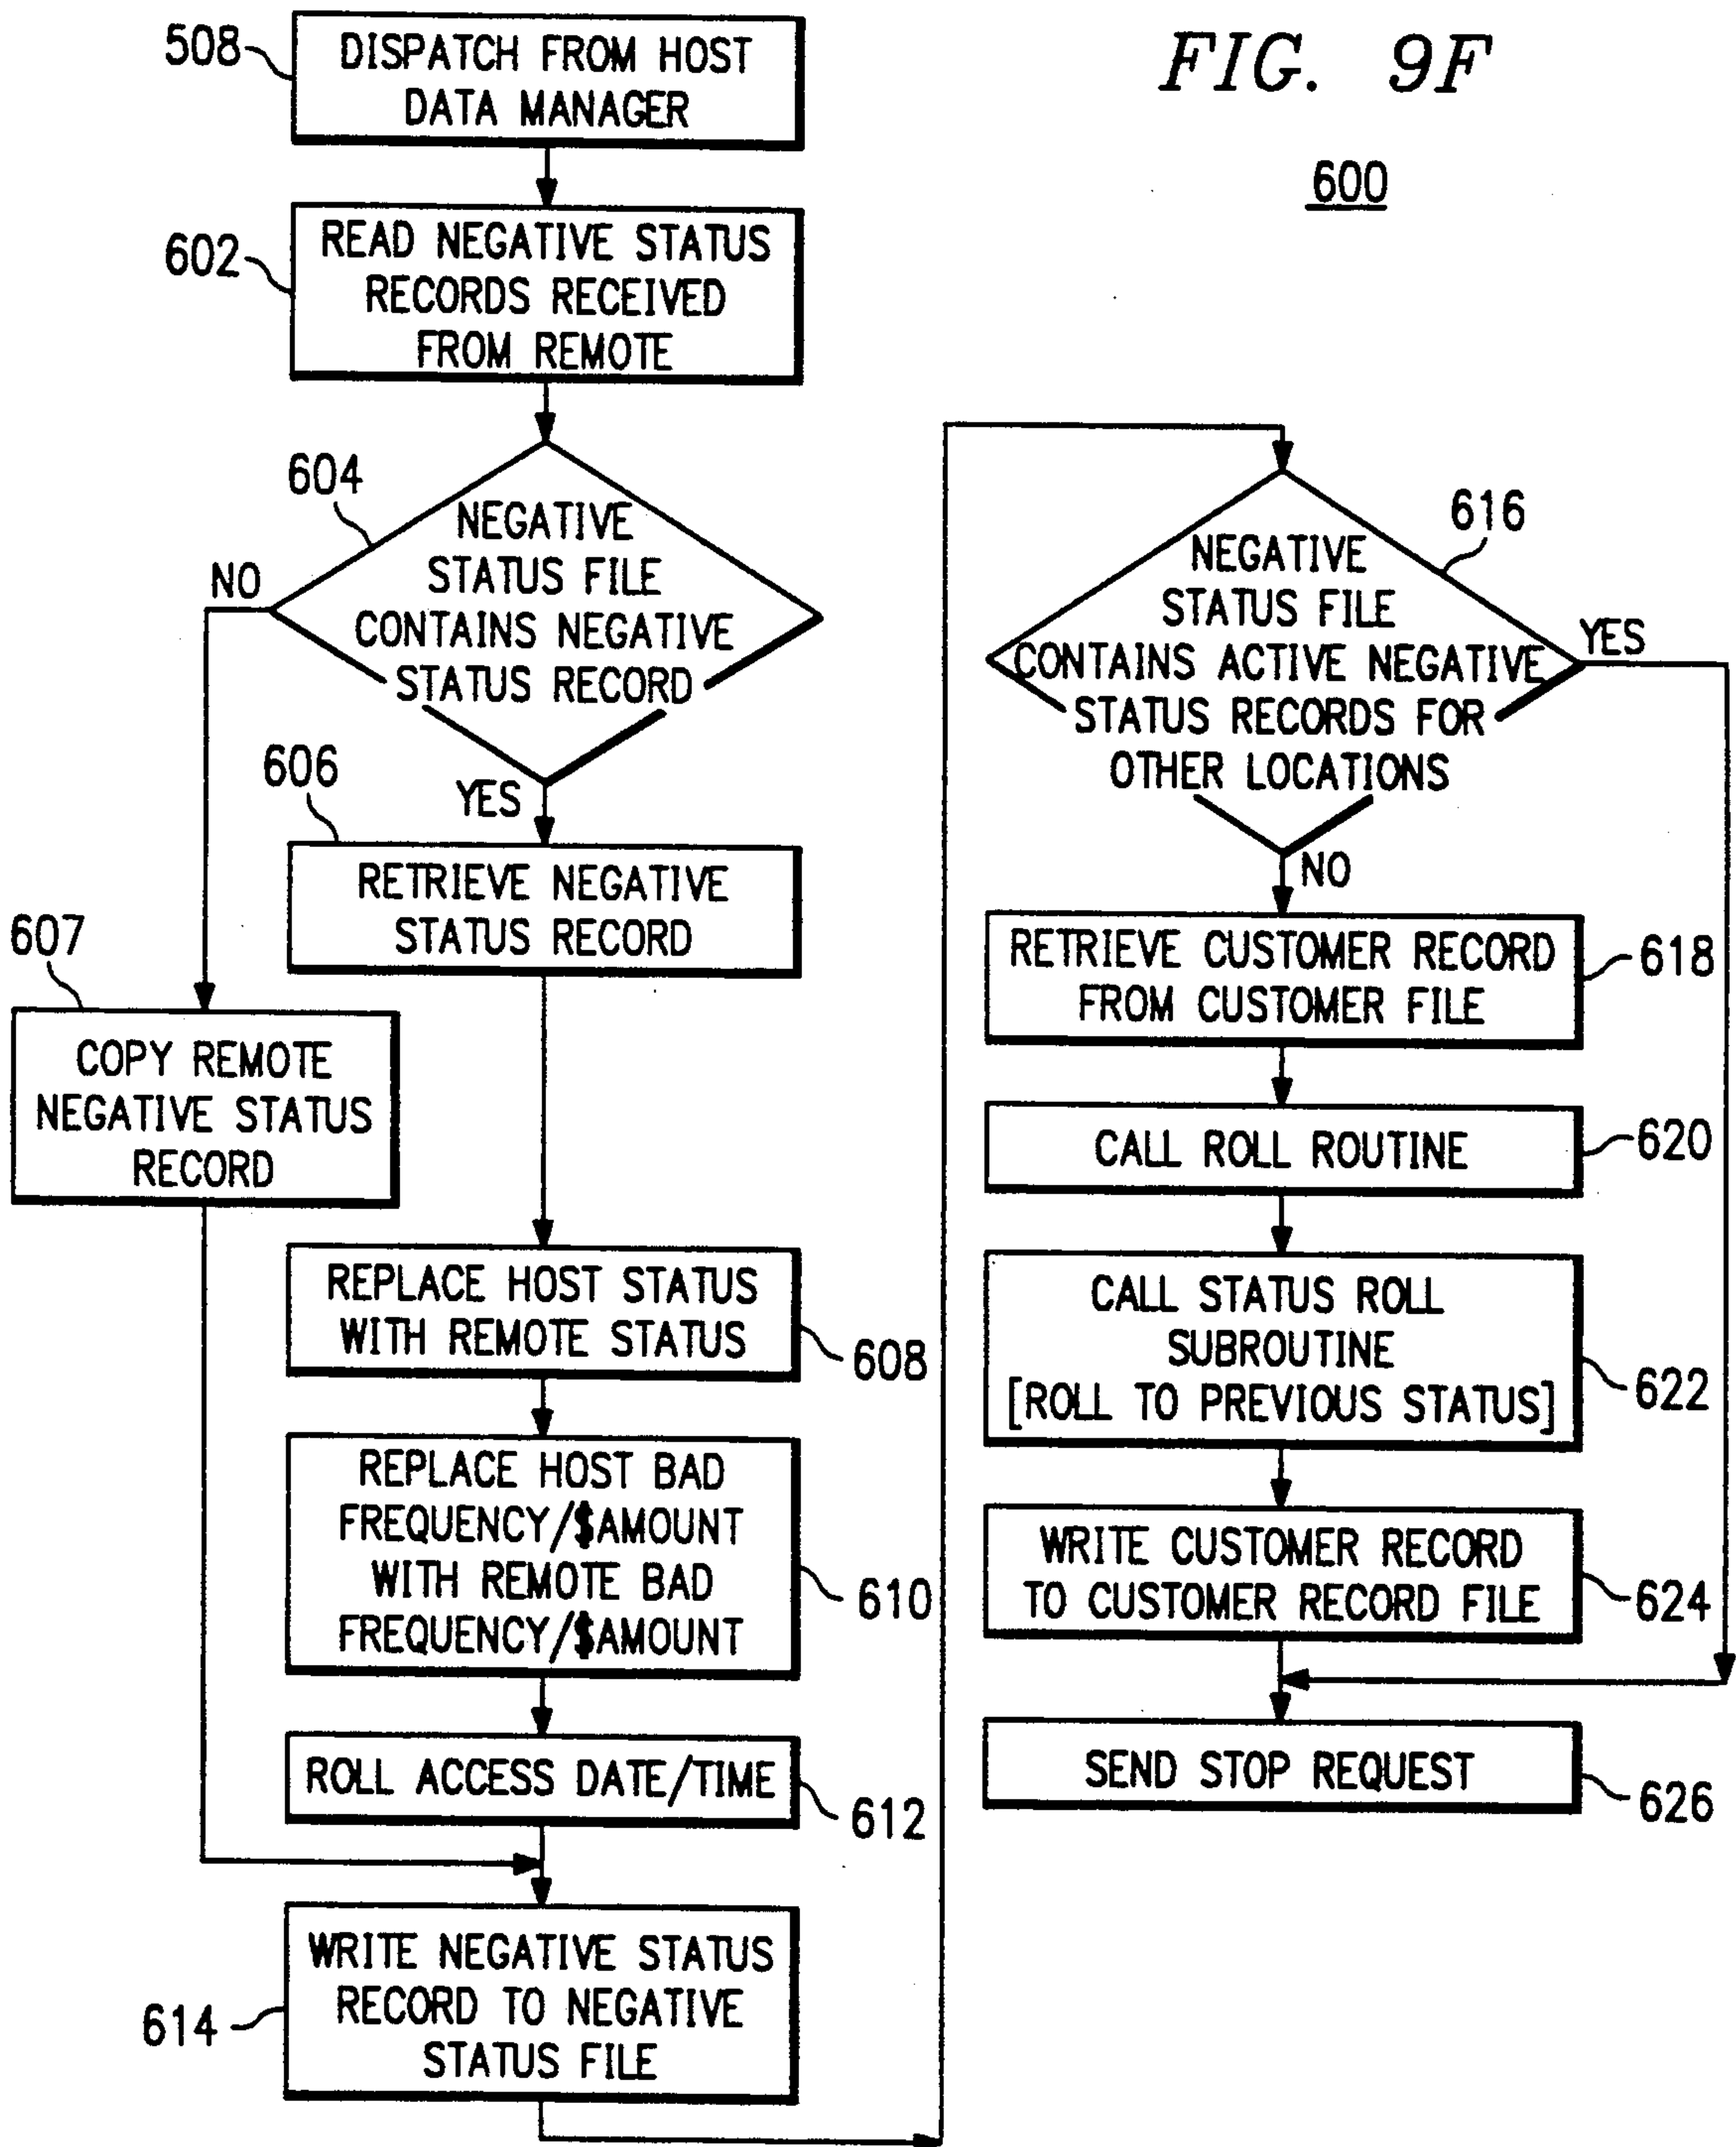 FIG. 9F
600
508
DISPATCH FROM HOST
DATA MANAGER
602
READ NEGATIVE STATUS
RECORDS RECEIVED
FROM REMOTE
604
NEGATIVE
STATUS FILE
CONTAINS NEGATIVE
STATUS RECORD
NO
YES
606
RETRIEVE NEGATIVE
STATUS RECORD
607
COPY REMOTE
NEGATIVE STATUS
RECORD
REPLACE HOST STATUS
WITH REMOTE STATUS
608
REPLACE HOST BAD
FREQUENCY/$AMOUNT
WITH REMOTE BAD
FREQUENCY/$AMOUNT
610
ROLL ACCESS DATE/TIME
612
614
WRITE NEGATIVE STATUS
RECORD TO NEGATIVE
STATUS FILE
616
NEGATIVE
STATUS FILE
CONTAINS ACTIVE NEGATIVE
STATUS RECORDS FOR
OTHER LOCATIONS
YES
NO
RETRIEVE CUSTOMER RECORD
FROM CUSTOMER FILE
618
CALL ROLL ROUTINE
620
CALL STATUS ROLL
SUBROUTINE
[ROLL TO PREVIOUS STATUS]
622
WRITE CUSTOMER RECORD
TO CUSTOMER RECORD FILE
624
SEND STOP REQUEST
626